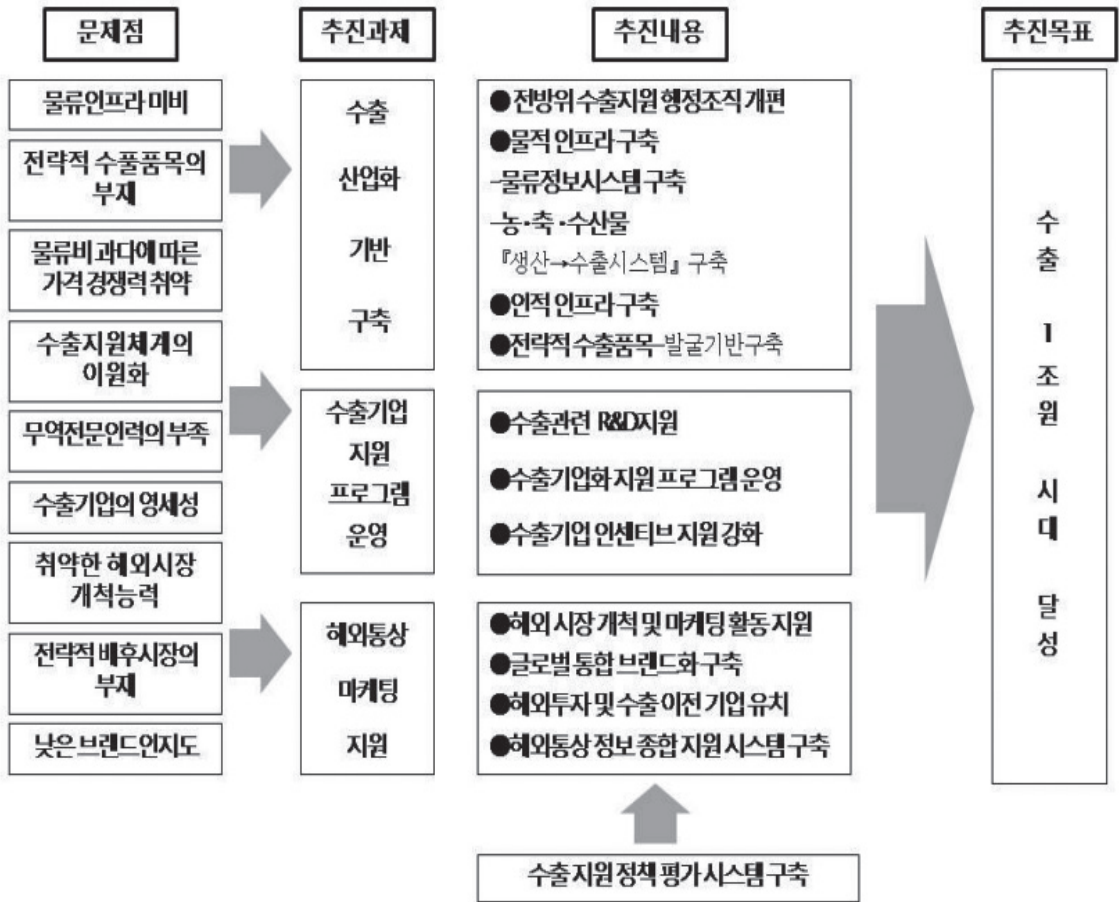 문제점
추진과제
추진내용
추진목표
물류인프라 미비
전략적 수풀품목의
부재
물류비 과다에 따른
가격 경쟁력 취약
수출지원체계의
이원화
무역전문인력의 부족
수출기업의 영세성
취약한 해외시장
개척능력
전략적 배후시장의
부재
낮은 브랜드인지도
수출
산업화
기반
구축
수출기업
지원
프로그램
운영
해외통상
마케팅
지원
●전방위 수출지원 행정조직 개편
●물적 인프라 구축
-물류정보시스템 구축
-농·축·수산물
『생산→수출시스템』 구축
●인적 인프라 구축
●전략적 수출품목 발굴기반구축
●수출관련 R&D지원
●수출기업화 지원 프로그램 운영
●수출기업 인센티브 지원 강화
●해외 시장 개척 및 마케팅 활동 지원
●글로벌 통합 브랜드화 구축
●해외투자 및 수출 이전 기업 유치
●해외통상 정보 종합 지원 시스템 구축
수출 지원 정책 평가 시스템 구축
수출 1조원 시대 달성